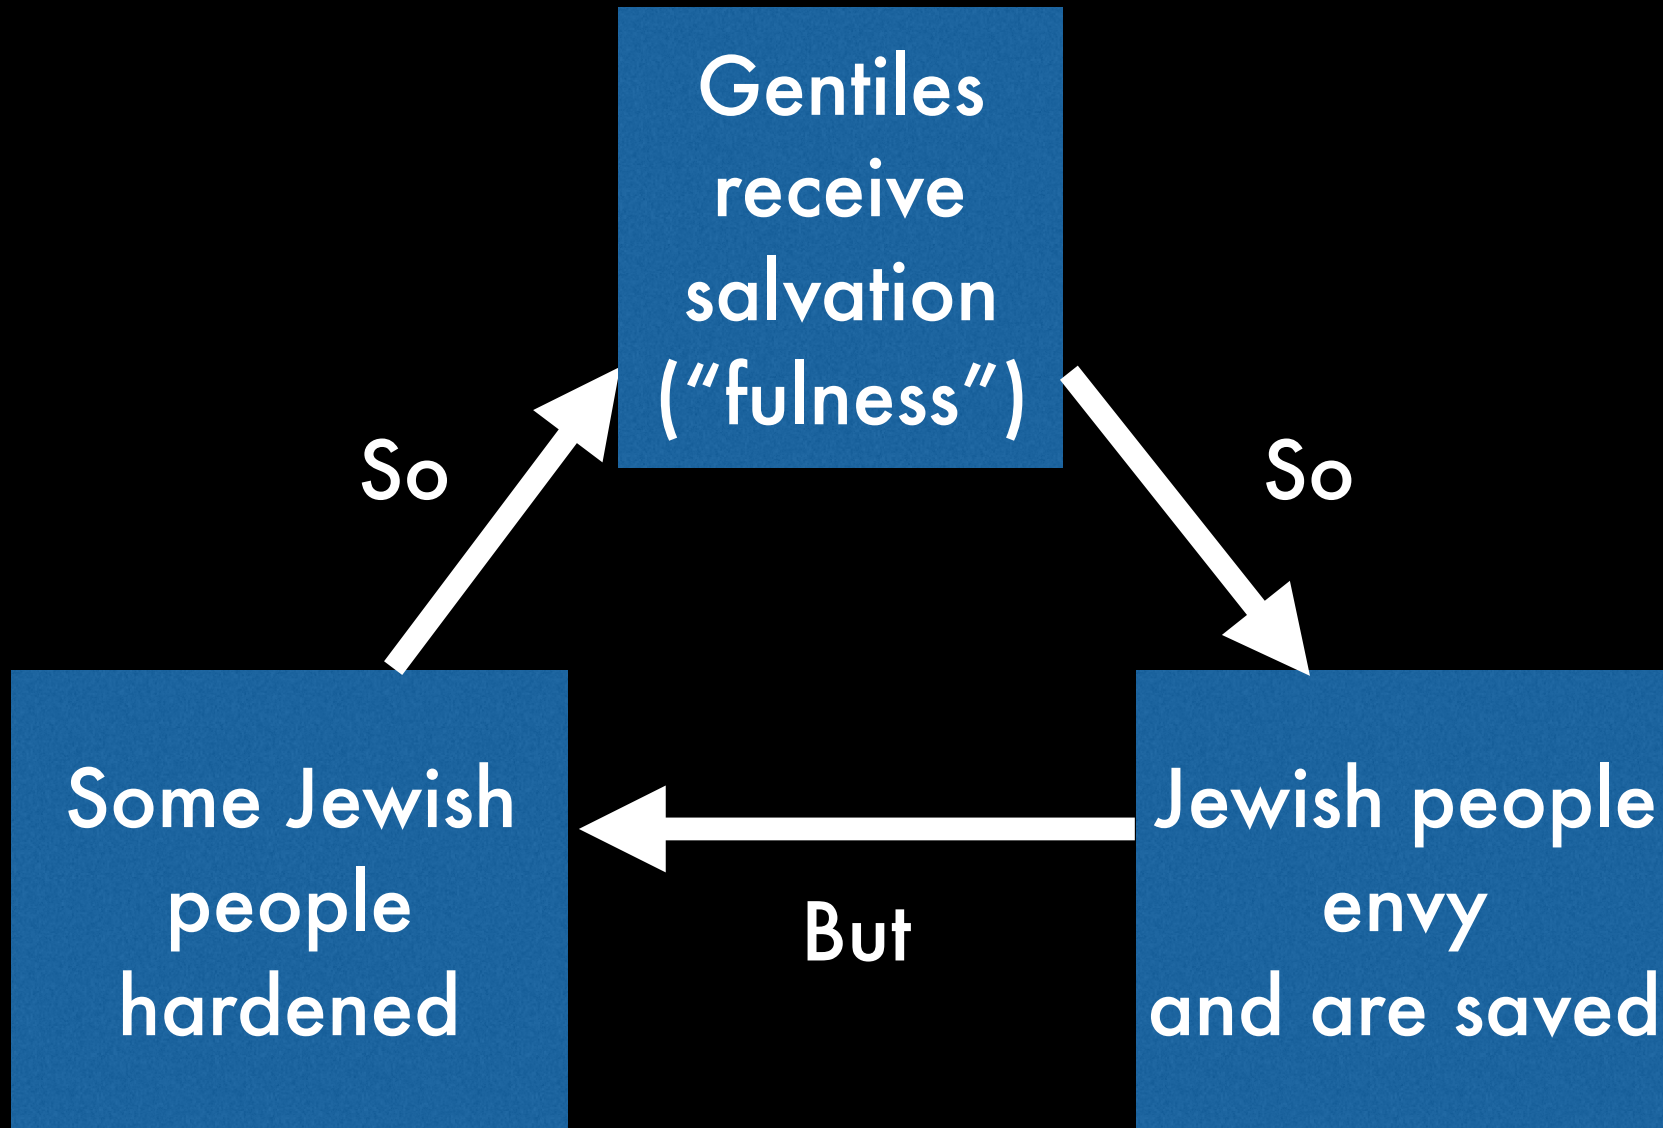 Gentiles
receive
salvation
(“fulness”)
So
So
Some Jewish
people
hardened
But
Jewish people
envy
and are saved